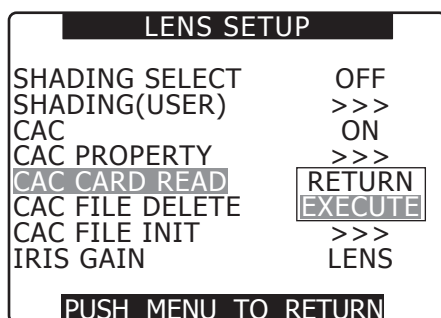 LENS SETUP
SHADING SELECT OFF
SHADING(USER) >>>
CAC ON
CAC PROPERTY >>>
CAC CARD READ RETURN
CAC FILE DELETE EXECUTE
CAC FILE INIT >>>
IRIS GAIN LENS
PUSH MENU TO RETURN